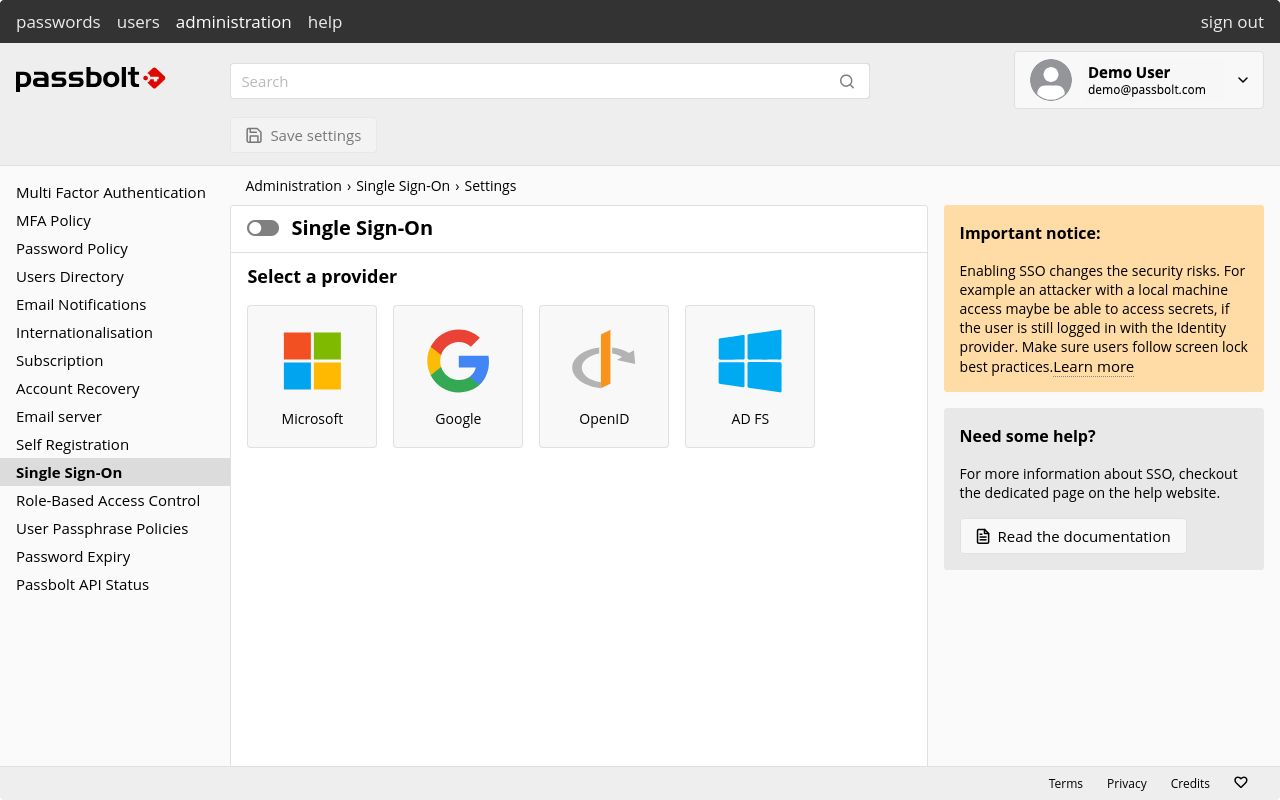 passwords users administration help sign out
passbolt
Search
Demo User
demo@passbolt.com
Save settings
Multi Factor Authentication
MFA Policy
Password Policy
Users Directory
Email Notifications
Internationalisation
Subscription
Account Recovery
Email server
Self Registration
Single Sign-On
Role-Based Access Control
User Passphrase Policies
Password Expiry
Passbolt API Status
Administration › Single Sign-On › Settings
Single Sign-On
Select a provider
Microsoft
Google
OpenID
AD FS
Important notice:
Enabling SSO changes the security risks. For
example an attacker with a local machine
access maybe be able to access secrets, if
the user is still logged in with the Identity
provider. Make sure users follow screen lock
best practices.Learn more
Need some help?
For more information about SSO, checkout
the dedicated page on the help website.
Read the documentation
Terms Privacy Credits